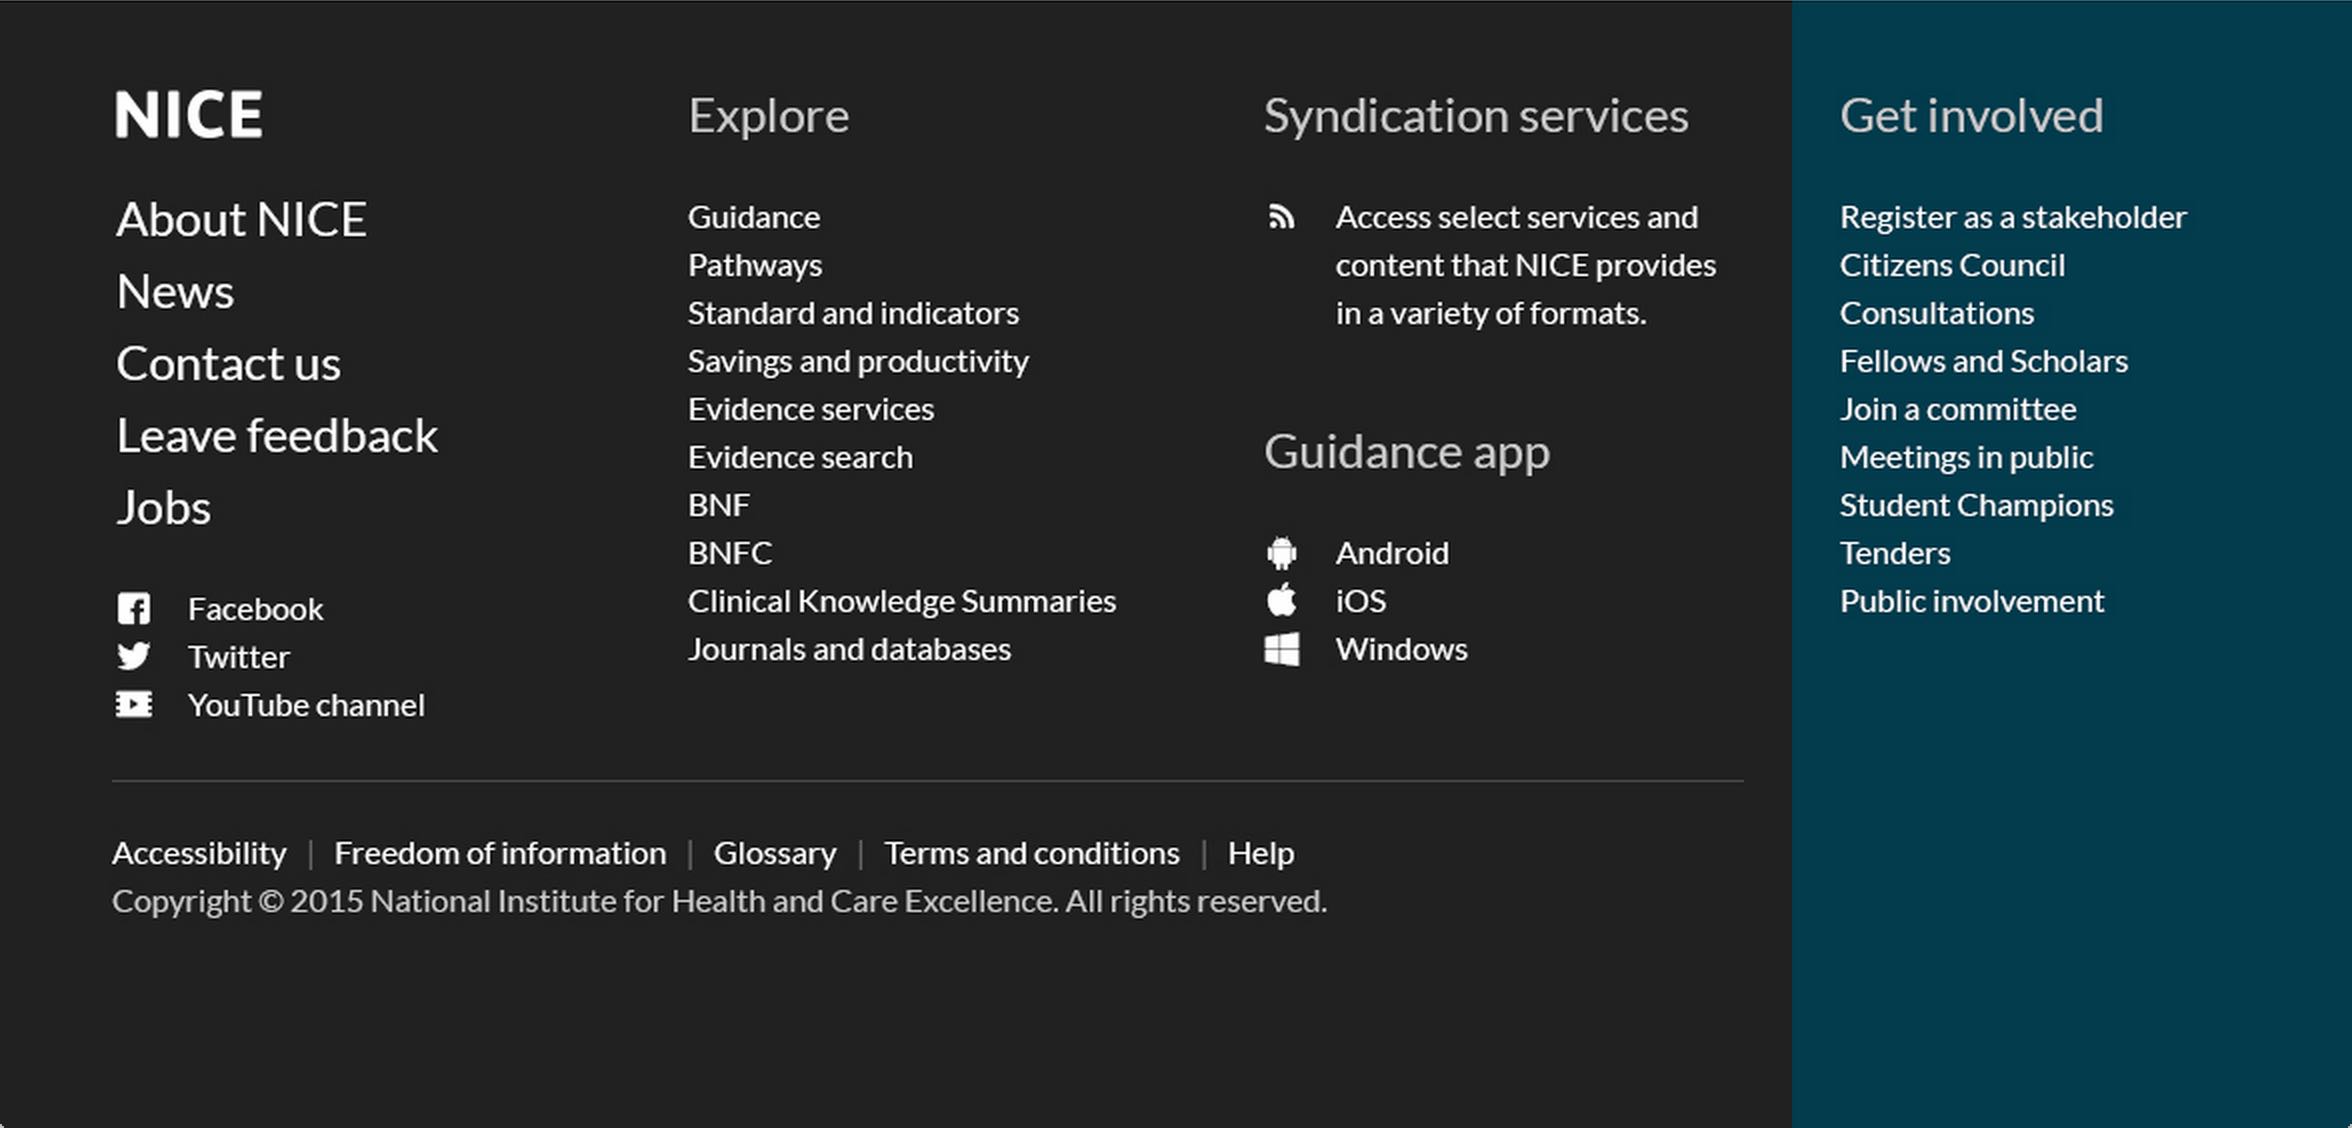 NICE
About NICE
News
Contact us
Leave feedback
Jobs
Facebook
Twitter
YouTube channel
Explore
Guidance
Pathways
Standard and indicators
Savings and productivity
Evidence services
Evidence search
BNF
BNFC
Clinical Knowledge Summaries
Journals and databases
Syndication services
Access select services and
content that NICE provides
in a variety of formats.
Guidance app
Android
iOS
Windows
Get involved
Register as a stakeholder
Citizens Council
Consultations
Fellows and Scholars
Join a committee
Meetings in public
Student Champions
Tenders
Public involvement
Accessibility | Freedom of information | Glossary | Terms and conditions | Help
Copyright © 2015 National Institute for Health and Care Excellence. All rights reserved.